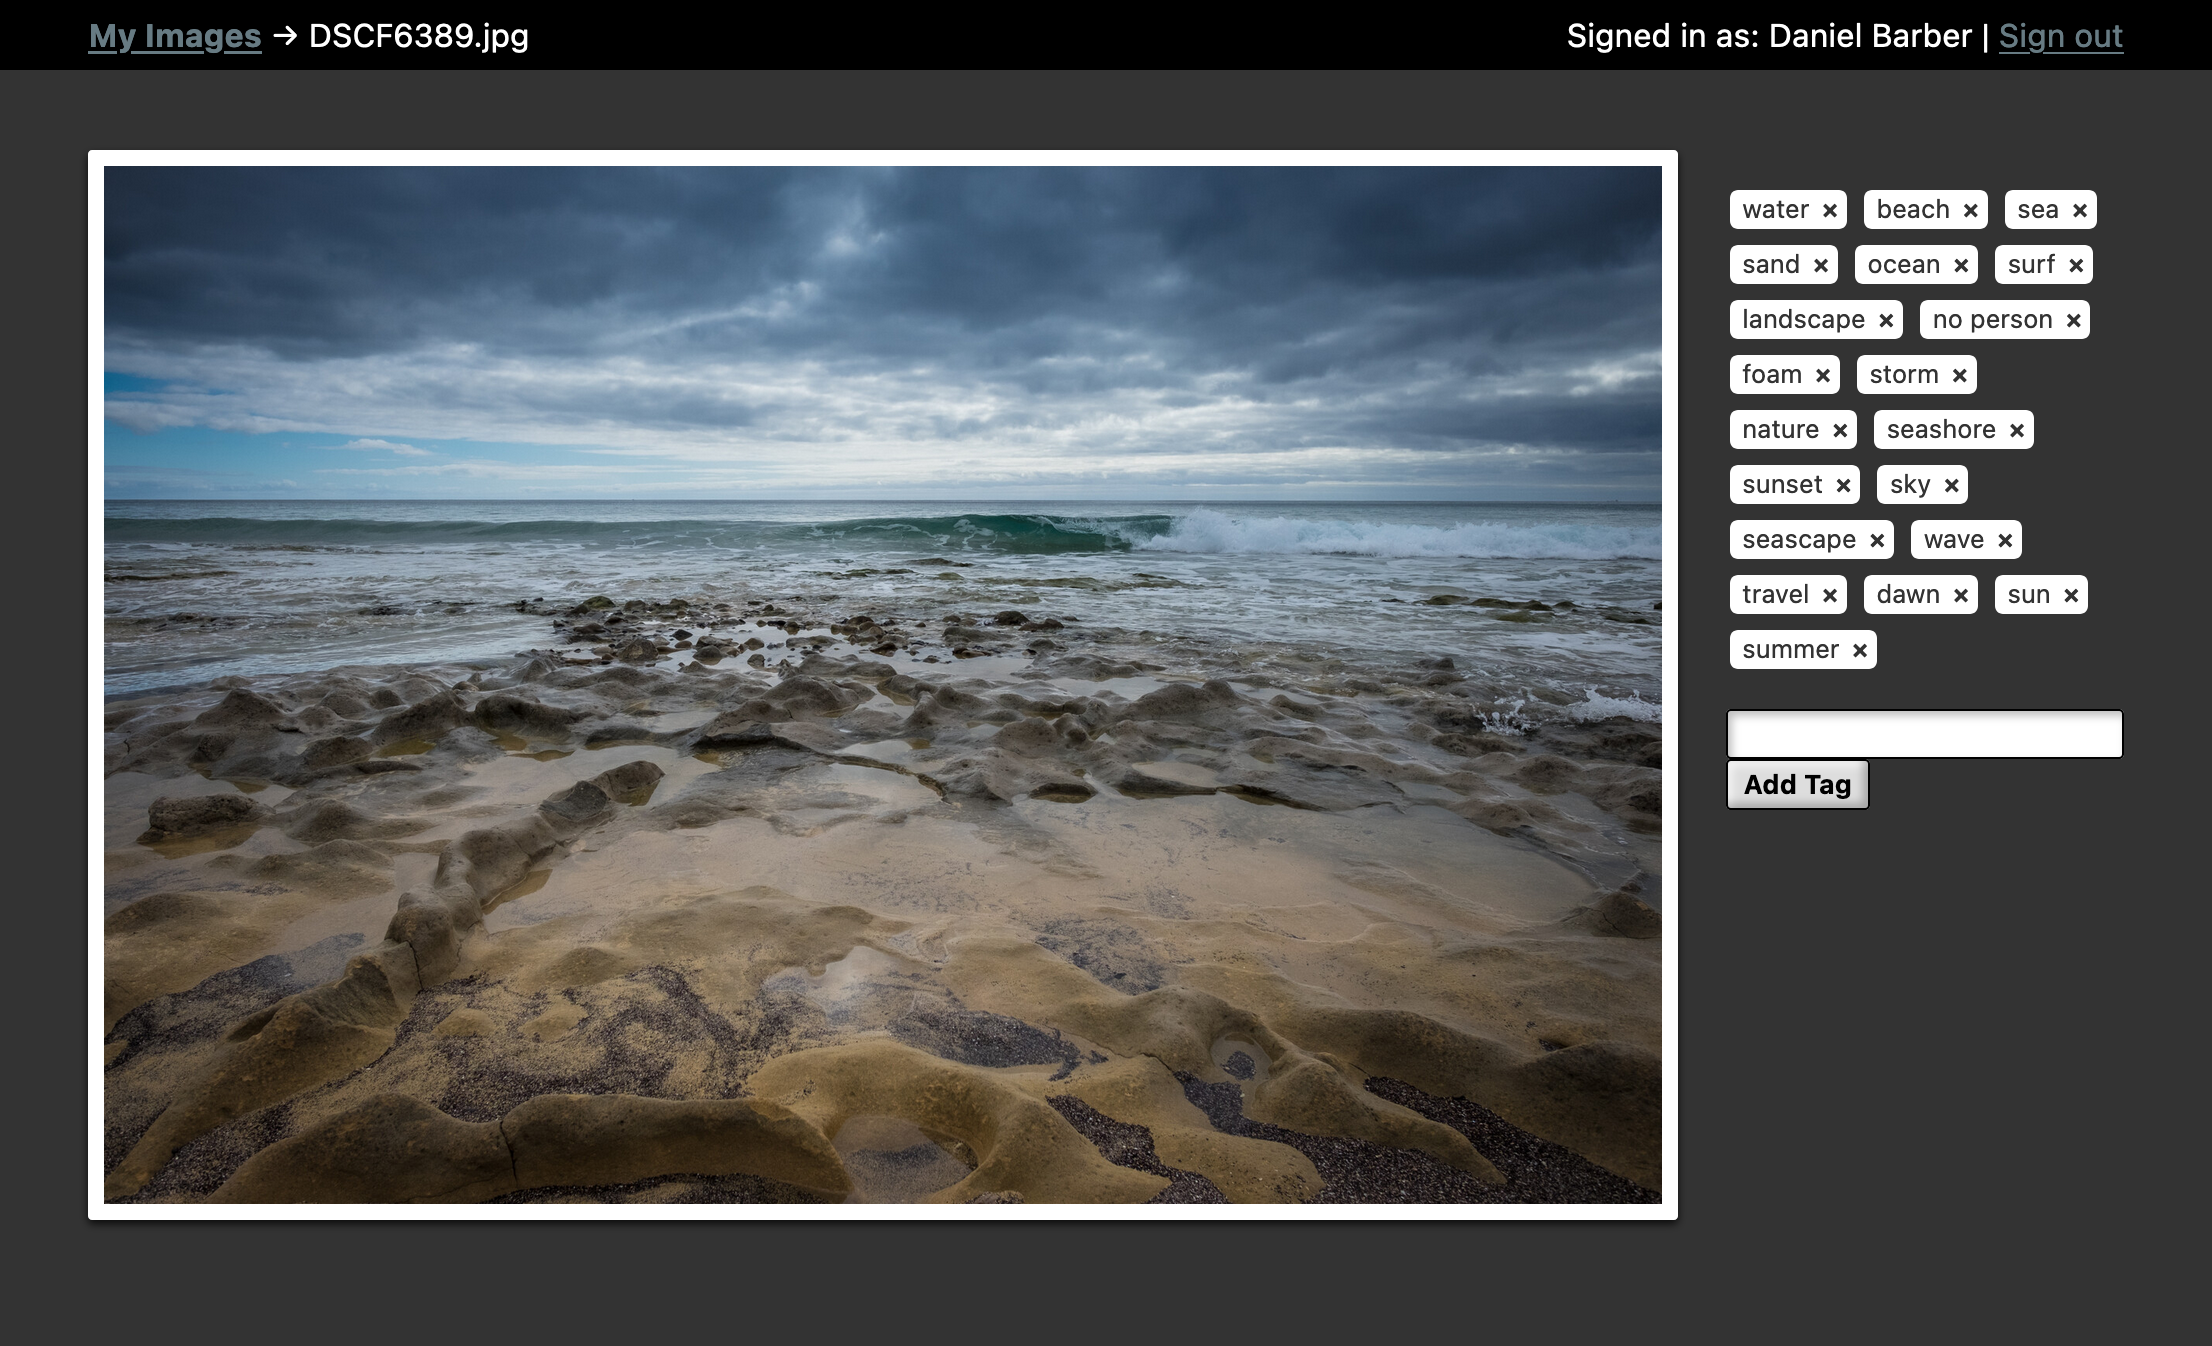 My Images → DSCF6389.jpg
Signed in as: Daniel Barber | Sign out
water × beach × sea ×
sand × ocean × surf ×
landscape × no person ×
foam × storm ×
nature × seashore ×
sunset × sky ×
seascape × wave ×
travel × dawn × sun ×
summer ×
Add Tag